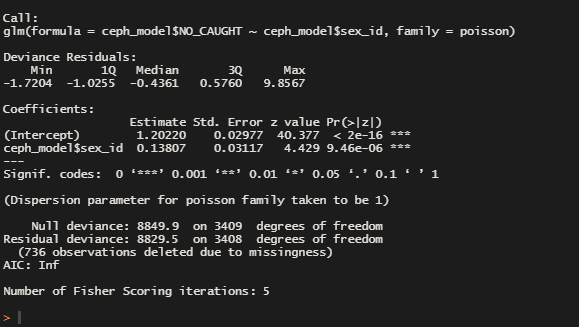 Call:
glm(formula = ceph_model$NO_CAUGHT ~ ceph_model$sex_id, family = poisson)
Deviance Residuals:
    Min       1Q   Median       3Q      Max
-1.7204  -1.0255  -0.4361   0.5760   9.8567
Coefficients:
                  Estimate Std. Error z value Pr(>|z|)
(Intercept)        1.20220    0.02977  40.377  < 2e-16 ***
ceph_model$sex_id  0.13807    0.03117   4.429 9.46e-06 ***
---
Signif. codes:  0 ‘***’ 0.001 ‘**’ 0.01 ‘*’ 0.05 ‘.’ 0.1 ‘ ’ 1
(Dispersion parameter for poisson family taken to be 1)
    Null deviance: 8849.9  on 3409  degrees of freedom
Residual deviance: 8829.5  on 3408  degrees of freedom
  (736 observations deleted due to missingness)
AIC: Inf
Number of Fisher Scoring iterations: 5
>